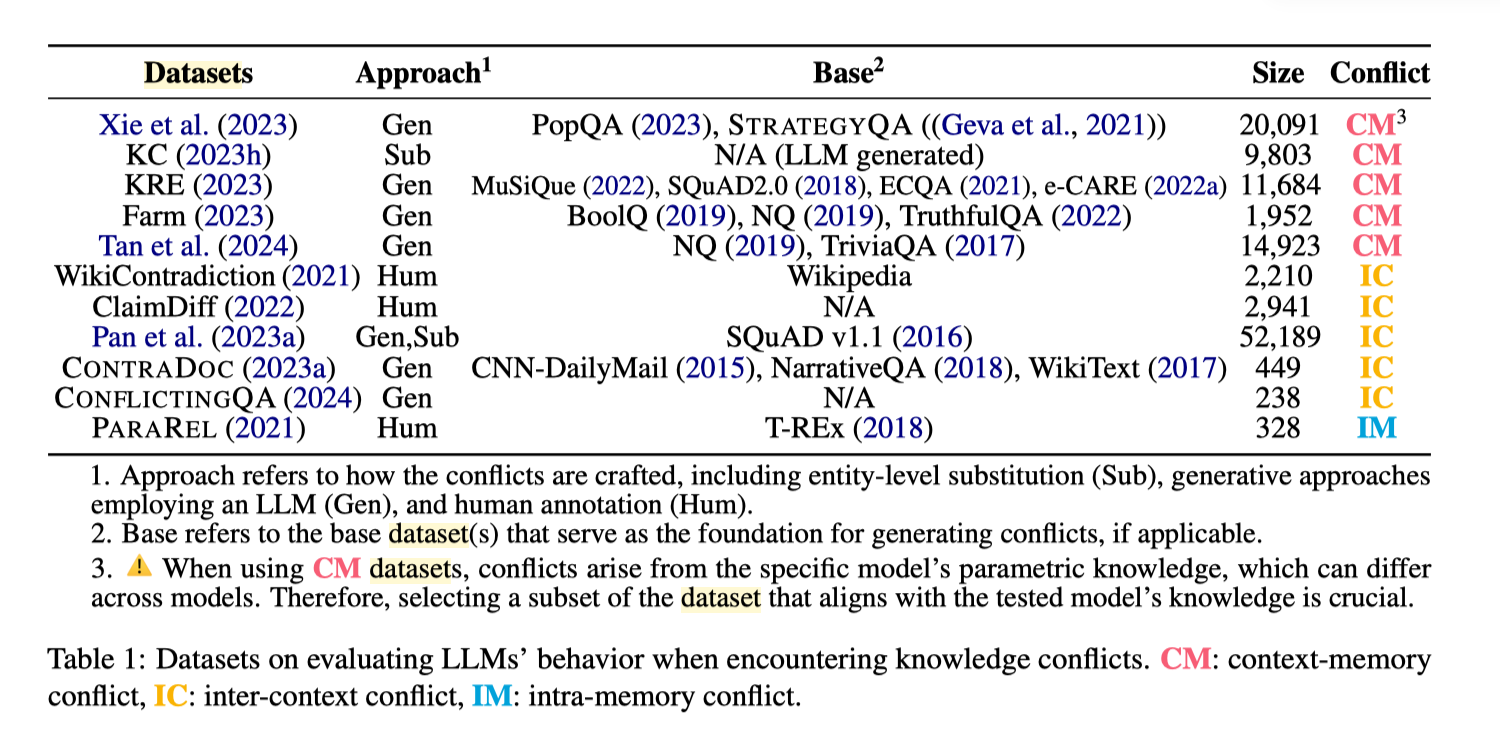 Datasets Approach1 Base2 Size Conflict
Xie et al. (2023) Gen PopQA (2023), STRATEGYQA ((Geva et al., 2021)) 20,091 CM3
KC (2023h) Sub N/A (LLM generated) 9,803 CM
KRE (2023) Gen MuSiQue (2022), SQuAD2.0 (2018), ECQA (2021), e-CARE (2022a) 11,684 CM
Farm (2023) Gen BoolQ (2019), NQ (2019), TruthfulQA (2022) 1,952 CM
Tan et al. (2024) Gen NQ (2019), TriviaQA (2017) 14,923 CM
WikiContradiction (2021) Hum Wikipedia 2,210 IC
ClaimDiff (2022) Hum N/A 2,941 IC
Pan et al. (2023a) Gen,Sub SQuAD v1.1 (2016) 52,189 IC
CONTRADOC (2023a) Gen CNN-DailyMail (2015), NarrativeQA (2018), WikiText (2017) 449 IC
CONFLICTINGQA (2024) Gen N/A 238 IC
PARAREL (2021) Hum T-REx (2018) 328 IM
1. Approach refers to how the conflicts are crafted, including entity-level substitution (Sub), generative approaches
employing an LLM (Gen), and human annotation (Hum).
2. Base refers to the base dataset(s) that serve as the foundation for generating conflicts, if applicable.
3. ⚠ When using CM datasets, conflicts arise from the specific model's parametric knowledge, which can differ
across models. Therefore, selecting a subset of the dataset that aligns with the tested model's knowledge is crucial.
Table 1: Datasets on evaluating LLMs' behavior when encountering knowledge conflicts. CM: context-memory
conflict, IC: inter-context conflict, IM: intra-memory conflict.